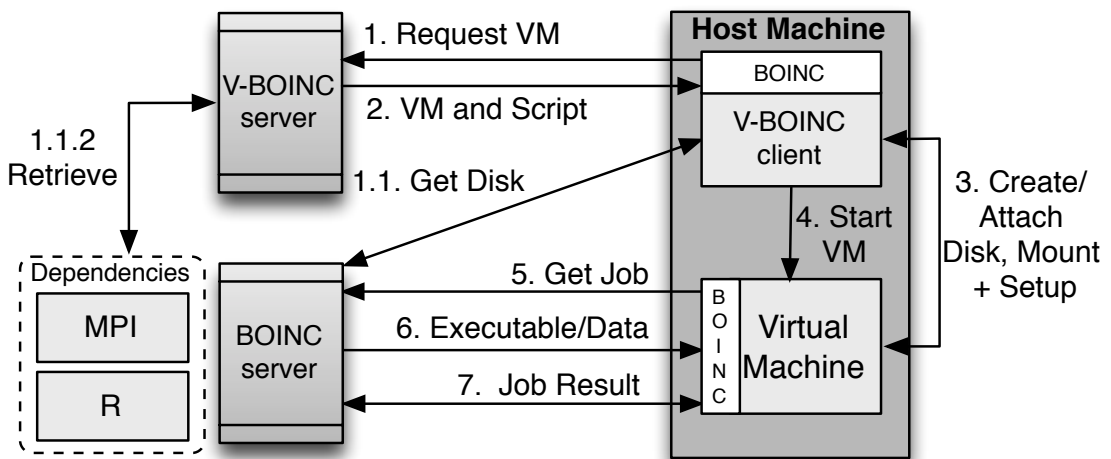 Host Machine
1. Request VM
BOINC
V-BOINC
server
2. VM and Script
V-BOINC
client
1.1.2
Retrieve
1.1. Get Disk
3. Create/
Attach
Disk, Mount
+ Setup
4. Start
VM
Dependencies
MPI
R
BOINC
server
5. Get Job
6. Executable/Data
7. Job Result
B
O
I
N
C
Virtual
Machine